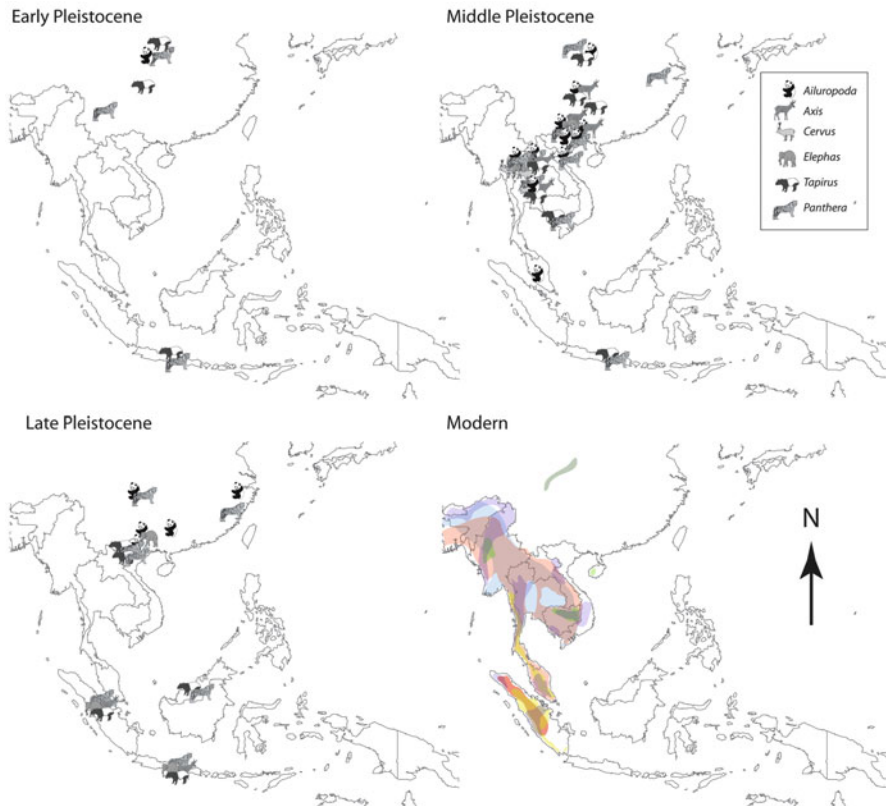 Early Pleistocene
Middle Pleistocene
Ailuropoda
Axis
Cervus
Elephas
Tapirus
Panthera
Late Pleistocene
Modern
N